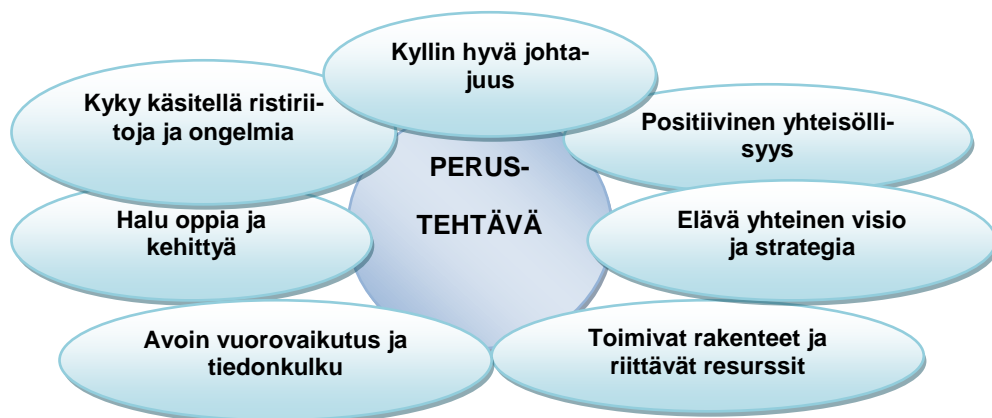 Kyllin hyvä johta-
juus
Kyky käsitellä ristirii-
toja ja ongelmia
Positiivinen yhteisölli-
syys
PERUS-
TEHTÄVÄ
Halu oppia ja
kehittyä
Elävä yhteinen visio
ja strategia
Avoin vuorovaikutus ja
tiedonkulku
Toimivat rakenteet ja
riittävät resurssit